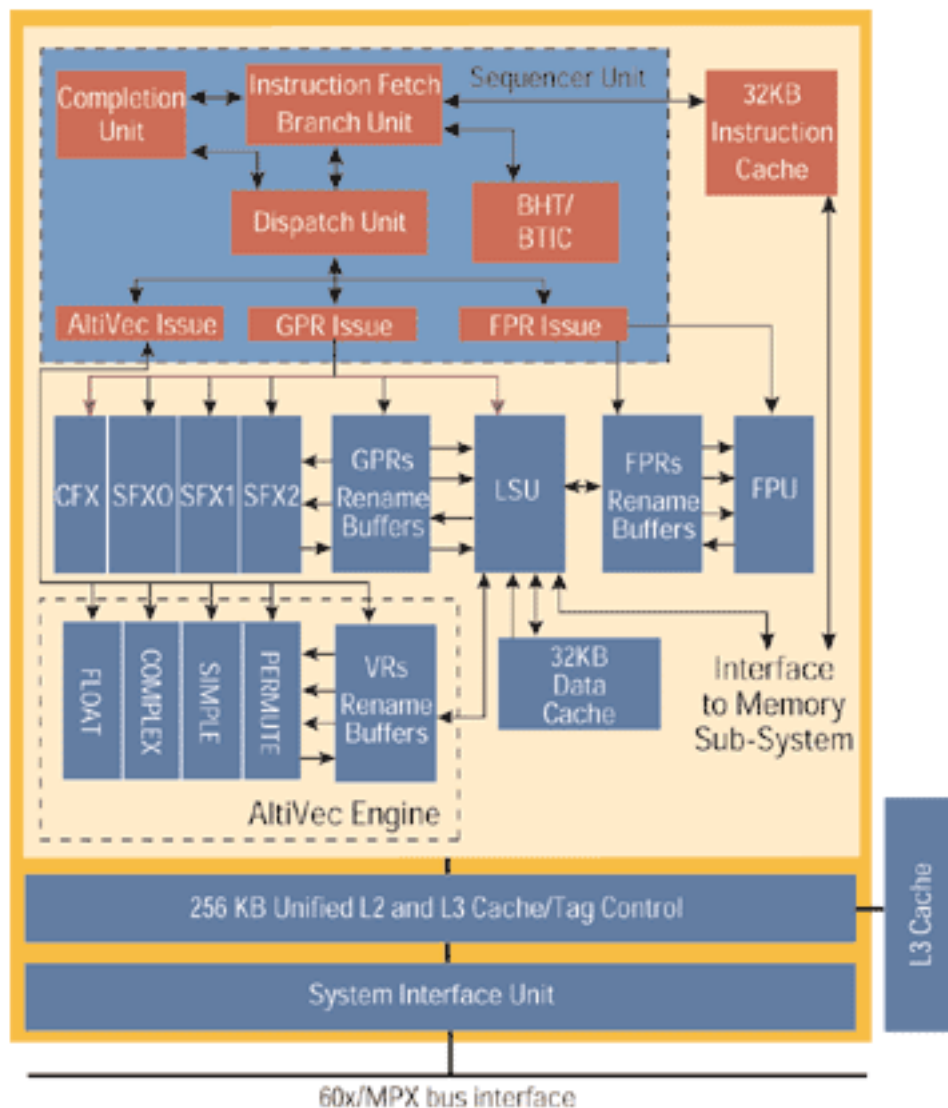 Sequencer Unit
Completion
Unit
Instruction Fetch
Branch Unit
32KB
Instruction
Cache
Dispatch Unit
BHT/
BTIC
AltiVec Issue
GPR Issue
FPR Issue
CFX
SFX0
SFX1
SFX2
GPRs
Rename
Buffers
LSU
FPRs
Rename
Buffers
FPU
FLOAT
COMPLEX
SIMPLE
PERMUTE
VRs
Rename
Buffers
32KB
Data
Cache
Interface
to Memory
Sub-System
AltiVec Engine
256 KB Unified L2 and L3 Cache/Tag Control
L3 Cache
System Interface Unit
60x/MPX bus interface